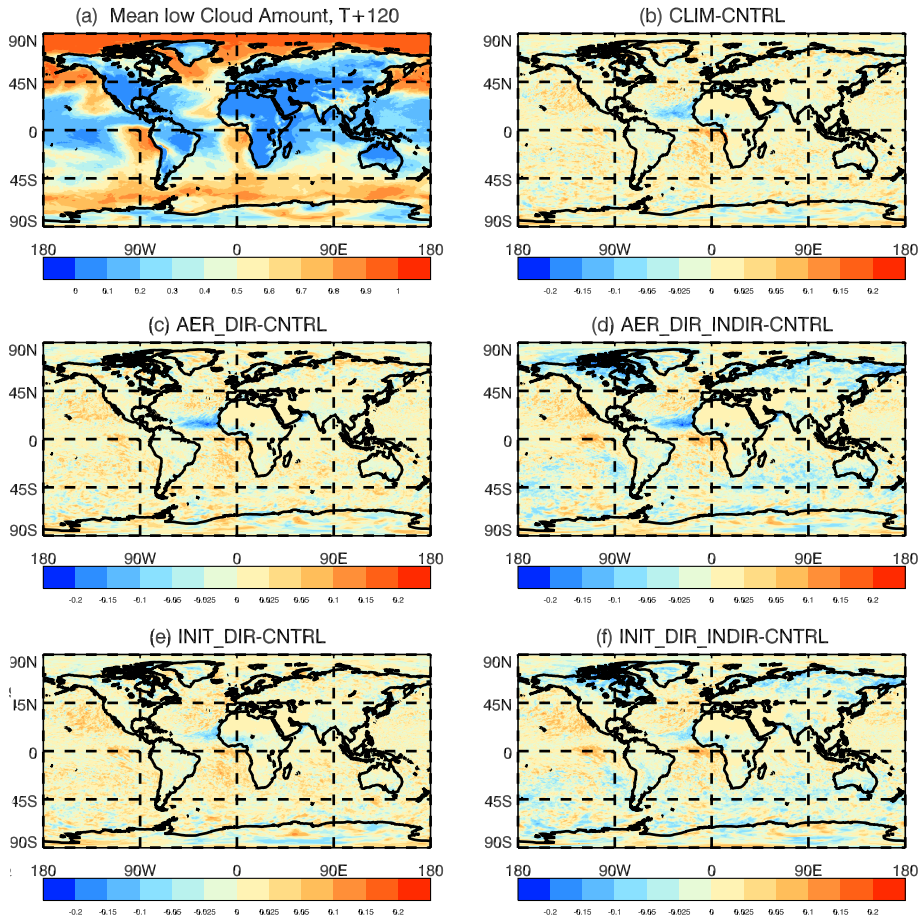 (a) Mean low Cloud Amount, T+120
90N
45N
0
45S
90S
180 90W 0 90E 180
0 0.1 0.2 0.3 0.4 0.5 0.6 0.7 0.8 0.9 1
(b) CLIM-CNTRL
90N
45N
0
45S
90S
180 90W 0 90E 180
-0.2 -0.15 -0.1 -0.05 -0.025 0 0.025 0.05 0.1 0.15 0.2
(c) AER_DIR-CNTRL
90N
45N
0
45S
90S
180 90W 0 90E 180
-0.2 -0.15 -0.1 -0.05 -0.025 0 0.025 0.05 0.1 0.15 0.2
(d) AER_DIR_INDIR-CNTRL
90N
45N
0
45S
90S
180 90W 0 90E 180
-0.2 -0.15 -0.1 -0.05 -0.025 0 0.025 0.05 0.1 0.15 0.2
(e) INIT_DIR-CNTRL
90N
45N
0
45S
90S
180 90W 0 90E 180
-0.2 -0.15 -0.1 -0.05 -0.025 0 0.025 0.05 0.1 0.15 0.2
(f) INIT_DIR_INDIR-CNTRL
90N
45N
0
45S
90S
180 90W 0 90E 180
-0.2 -0.15 -0.1 -0.05 -0.025 0 0.025 0.05 0.1 0.15 0.2